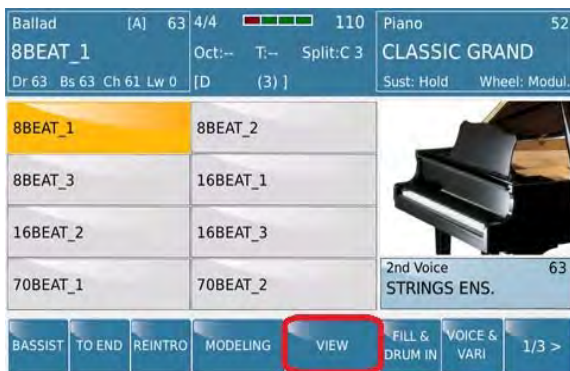 Ballad [A] 63
8BEAT_1
Dr 63 Bs 63 Ch 61 Lw 0
4/4 110
Oct:-- T:-- Split:C 3
[D (3) ]
Piano 52
CLASSIC GRAND
Sust: Hold Wheel: Modul.
8BEAT_1 8BEAT_2
8BEAT_3 16BEAT_1
16BEAT_2 16BEAT_3
70BEAT_1 70BEAT_2
2nd Voice 63
STRINGS ENS.
BASSIST TO END REINTRO MODELING VIEW FILL & DRUM IN VOICE & VARI 1/3 >